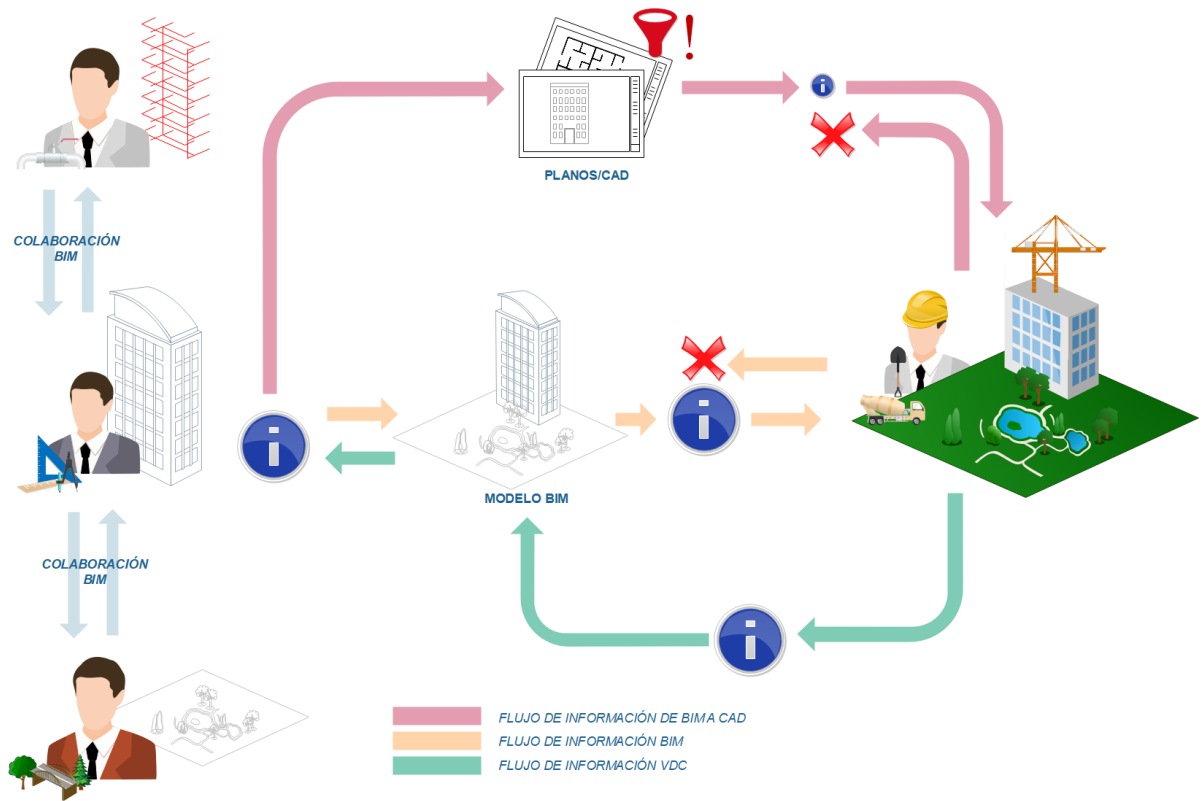 PLANOS/CAD
COLABORACIÓN
BIM
MODELO BIM
COLABORACIÓN
BIM
FLUJO DE INFORMACIÓN DE BIM A CAD
FLUJO DE INFORMACIÓN BIM
FLUJO DE INFORMACIÓN VDC